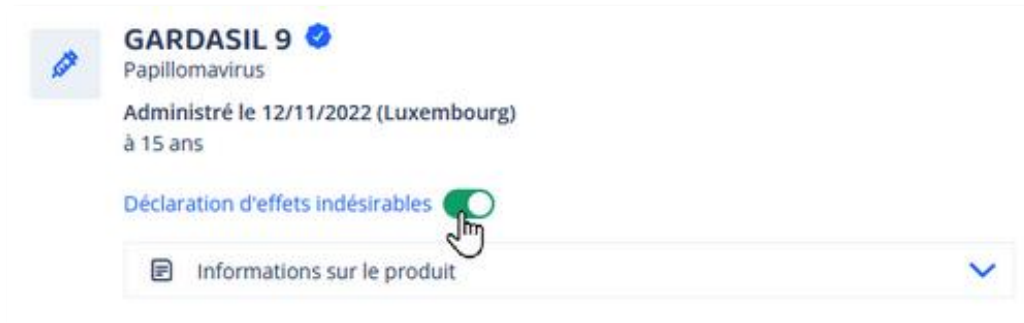 GARDASIL 9
Papillomavirus
Administré le 12/11/2022 (Luxembourg)
à 15 ans
Déclaration d'effets indésirables
Informations sur le produit